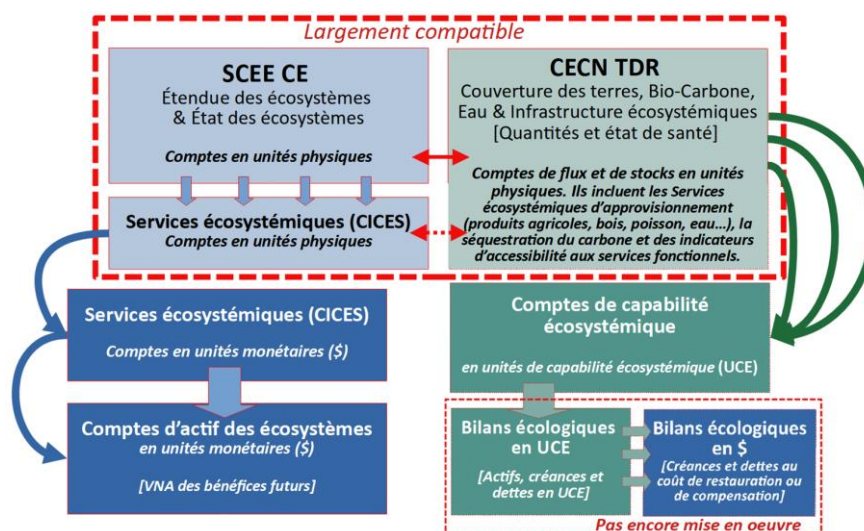 Largement compatible
SCEE CE
Étendue des écosystèmes
& État des écosystèmes
Comptes en unités physiques
Services écosystémiques (CICES)
Comptes en unités physiques
CECN TDR
Couverture des terres, Bio-Carbone,
Eau & Infrastructure écosystémiques
[Quantités et état de santé]
Comptes de flux et de stocks en unités
physiques. Ils incluent les Services
écosystémiques d'approvisionnement
(produits agricoles, bois, poisson, eau...), la
séquestration du carbone et des indicateurs
d'accessibilité aux services fonctionnels.
Services écosystémiques (CICES)
Comptes en unités monétaires ($)
Comptes d'actif des écosystèmes
en unités monétaires ($)
[VNA des bénéfices futurs]
Comptes de capabilité
écosystémique
en unités de capabilité écosystémique (UCE)
Bilans écologiques
en UCE
[Actifs, créances et
dettes en UCE]
Bilans écologiques
en $
[Créances et dettes au
coût de restauration ou
de compensation]
Pas encore mise en oeuvre